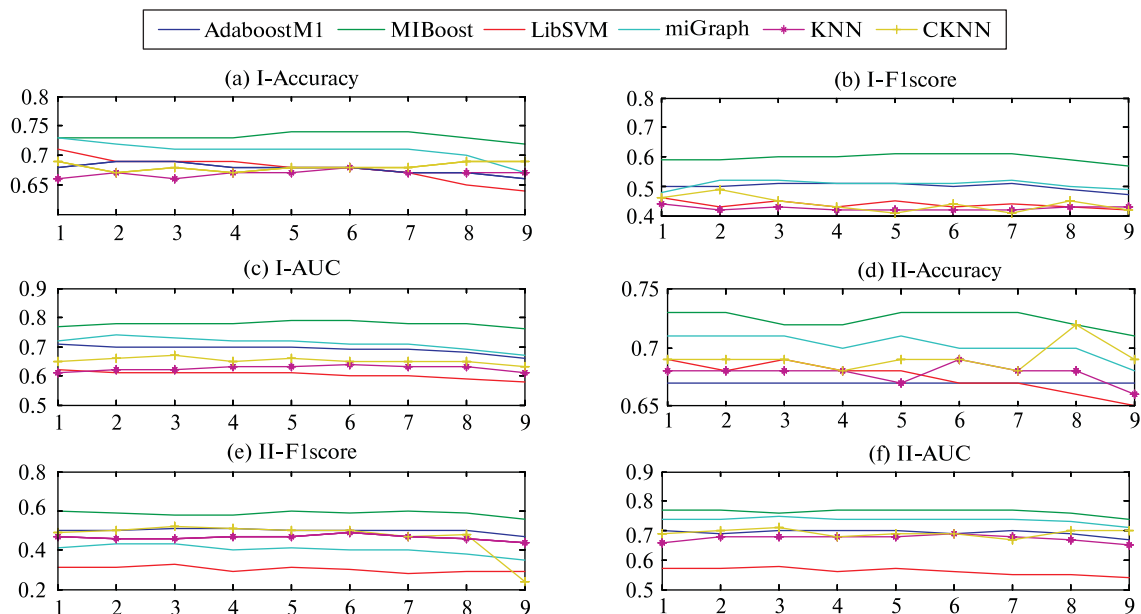 AdaboostM1 MIBoost LibSVM miGraph KNN CKNN
(a) I-Accuracy
0.8
0.75
0.7
0.65
1 2 3 4 5 6 7 8 9
(b) I-F1score
0.8
0.7
0.6
0.5
0.4
1 2 3 4 5 6 7 8 9
(c) I-AUC
0.9
0.8
0.7
0.6
0.5
1 2 3 4 5 6 7 8 9
(d) II-Accuracy
0.75
0.7
0.65
1 2 3 4 5 6 7 8 9
(e) II-F1score
0.8
0.6
0.4
0.2
1 2 3 4 5 6 7 8 9
(f) II-AUC
0.9
0.8
0.7
0.6
0.5
1 2 3 4 5 6 7 8 9